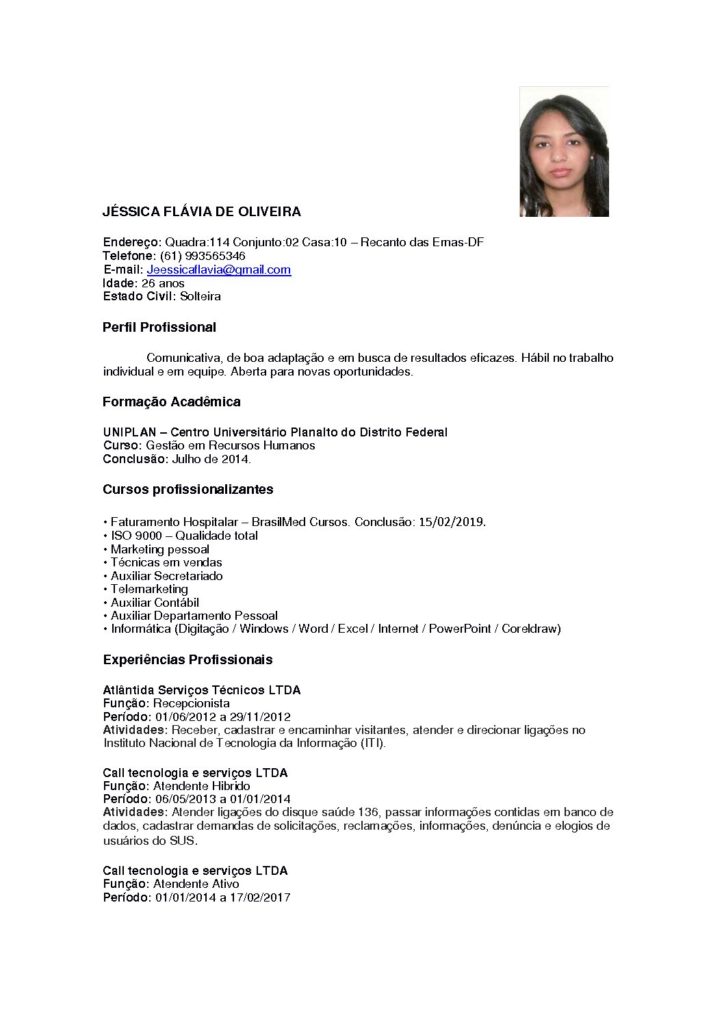 JÉSSICA FLÁVIA DE OLIVEIRA
Endereço: Quadra:114 Conjunto:02 Casa:10 – Recanto das Emas-DF
Telefone: (61) 993565346
E-mail: Jeessicaflavia@gmail.com
Idade: 26 anos
Estado Civil: Solteira
Perfil Profissional
Comunicativa, de boa adaptação e em busca de resultados eficazes. Hábil no trabalho
individual e em equipe. Aberta para novas oportunidades.
Formação Acadêmica
UNIPLAN – Centro Universitário Planalto do Distrito Federal
Curso: Gestão em Recursos Humanos
Conclusão: Julho de 2014.
Cursos profissionalizantes
• Faturamento Hospitalar – BrasilMed Cursos. Conclusão: 15/02/2019.
• ISO 9000 – Qualidade total
• Marketing pessoal
• Técnicas em vendas
• Auxiliar Secretariado
• Telemarketing
• Auxiliar Contábil
• Auxiliar Departamento Pessoal
• Informática (Digitação / Windows / Word / Excel / Internet / PowerPoint / Coreldraw)
Experiências Profissionais
Atlântida Serviços Técnicos LTDA
Função: Recepcionista
Período: 01/06/2012 a 29/11/2012
Atividades: Receber, cadastrar e encaminhar visitantes, atender e direcionar ligações no
Instituto Nacional de Tecnologia da Informação (ITI).
Call tecnologia e serviços LTDA
Função: Atendente Hibrido
Período: 06/05/2013 a 01/01/2014
Atividades: Atender ligações do disque saúde 136, passar informações contidas em banco de
dados, cadastrar demandas de solicitações, reclamações, informações, denúncia e elogios de
usuários do SUS.
Call tecnologia e serviços LTDA
Função: Atendente Ativo
Período: 01/01/2014 a 17/02/2017